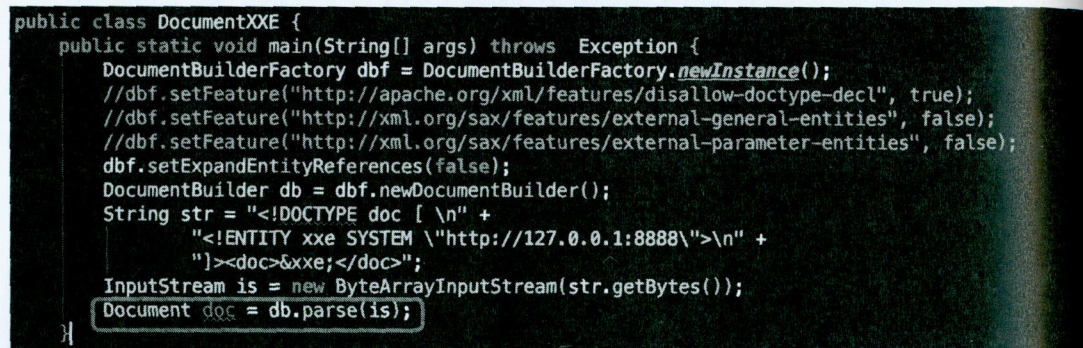 public class DocumentXXE {
public static void main(String[] args) throws Exception {
DocumentBuilderFactory dbf = DocumentBuilderFactory.newInstance();
//dbf.setFeature("http://apache.org/xml/features/disallow-doctype-decl", true);
//dbf.setFeature("http://xml.org/sax/features/external-general-entities", false);
//dbf.setFeature("http://xml.org/sax/features/external-parameter-entities", false);
dbf.setExpandEntityReferences(false);
DocumentBuilder db = dbf.newDocumentBuilder();
String str = "<!DOCTYPE doc [ \n" +
"<!ENTITY xxe SYSTEM \"http://127.0.0.1:8888\">\n" +
"]><doc>&xxe;</doc>";
InputStream is = new ByteArrayInputStream(str.getBytes());
Document doc = db.parse(is);
}